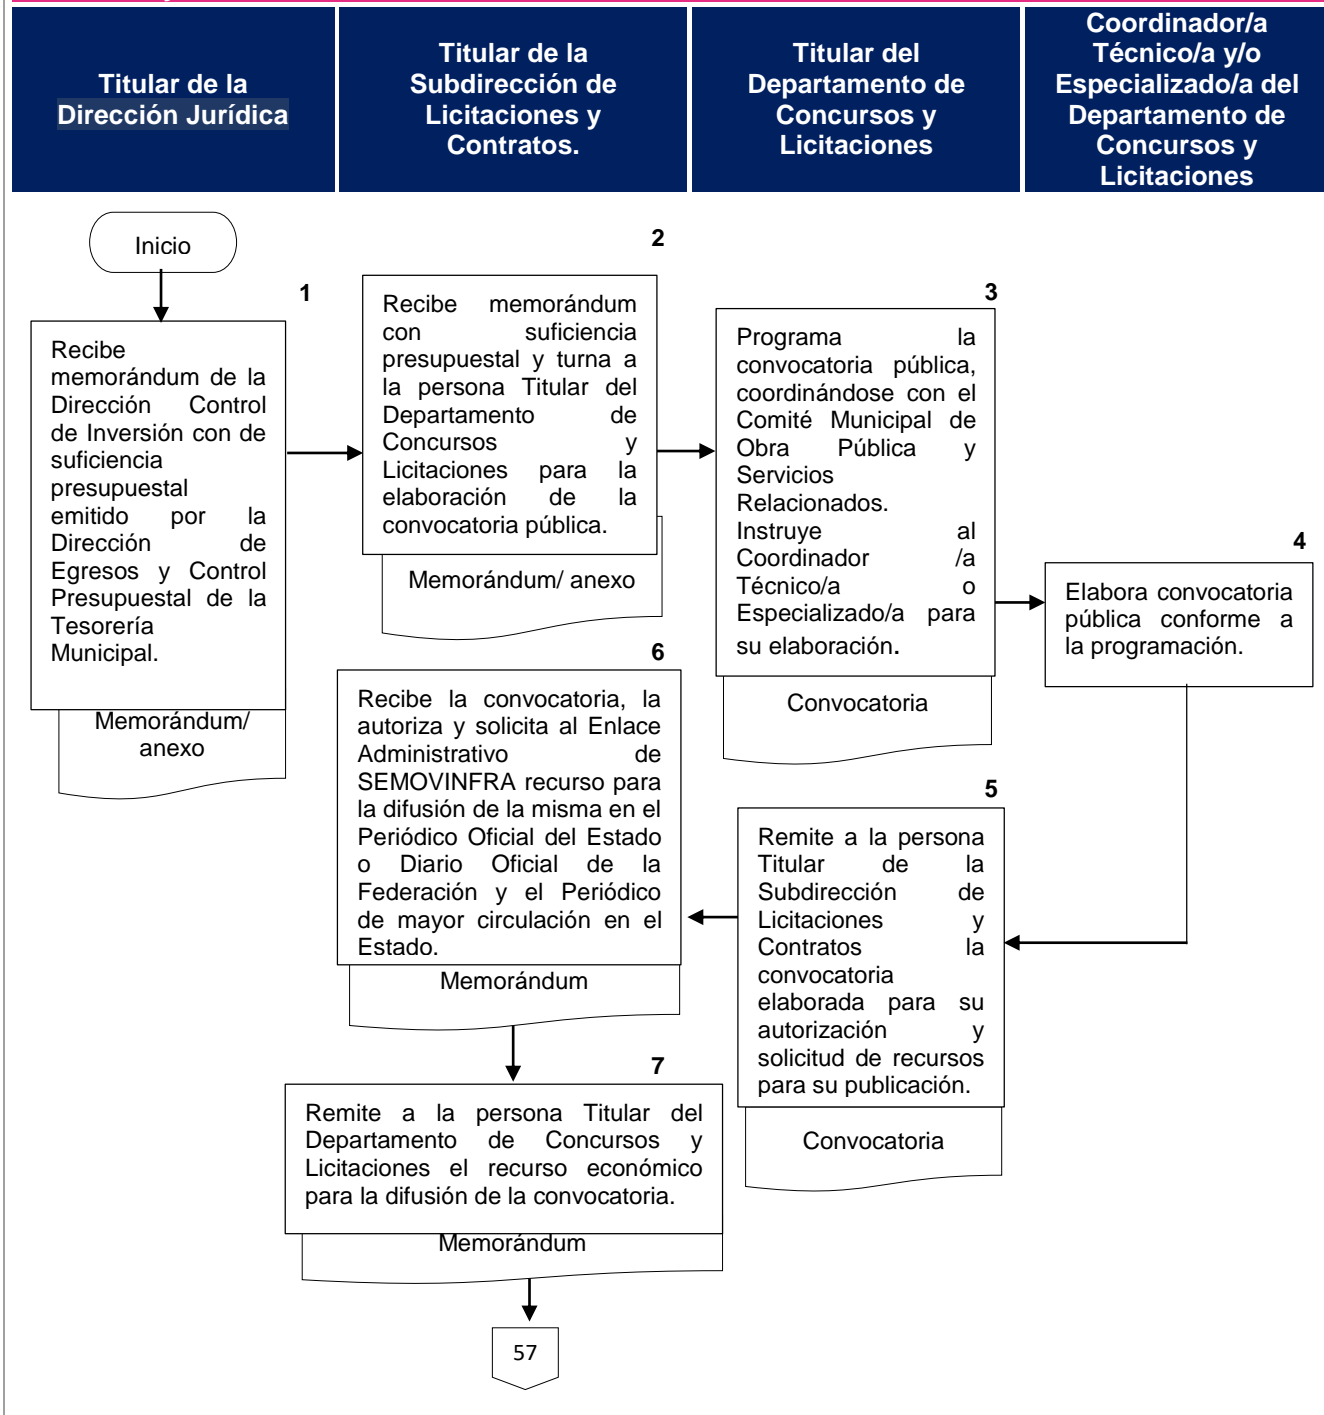 Titular de la
Dirección Jurídica
Titular de la
Subdirección de
Licitaciones y
Contratos.
Titular del
Departamento de
Concursos y
Licitaciones
Coordinador/a
Técnico/a y/o
Especializado/a del
Departamento de
Concursos y
Licitaciones
Inicio
1
Recibe
memorándum de la
Dirección Control
de Inversión con de
suficiencia
presupuestal
emitido por la
Dirección de
Egresos y Control
Presupuestal de la
Tesorería
Municipal.
Memorándum/
anexo
2
Recibe memorándum
con suficiencia
presupuestal y turna a
la persona Titular del
Departamento de
Concursos y
Licitaciones para la
elaboración de la
convocatoria pública.
Memorándum/ anexo
3
Programa la
convocatoria pública,
coordinándose con el
Comité Municipal de
Obra Pública y
Servicios
Relacionados.
Instruye al
Coordinador /a
Técnico/a o
Especializado/a para
su elaboración.
Convocatoria
4
Elabora convocatoria
pública conforme a
la programación.
5
Remite a la persona
Titular de la
Subdirección de
Licitaciones y
Contratos la
convocatoria
elaborada para su
autorización y
solicitud de recursos
para su publicación.
Convocatoria
6
Recibe la convocatoria, la
autoriza y solicita al Enlace
Administrativo de
SEMOVINFRA recurso para
la difusión de la misma en el
Periódico Oficial del Estado
o Diario Oficial de la
Federación y el Periódico
de mayor circulación en el
Estado.
Memorándum
7
Remite a la persona Titular del
Departamento de Concursos y
Licitaciones el recurso económico
para la difusión de la convocatoria.
Memorándum
57